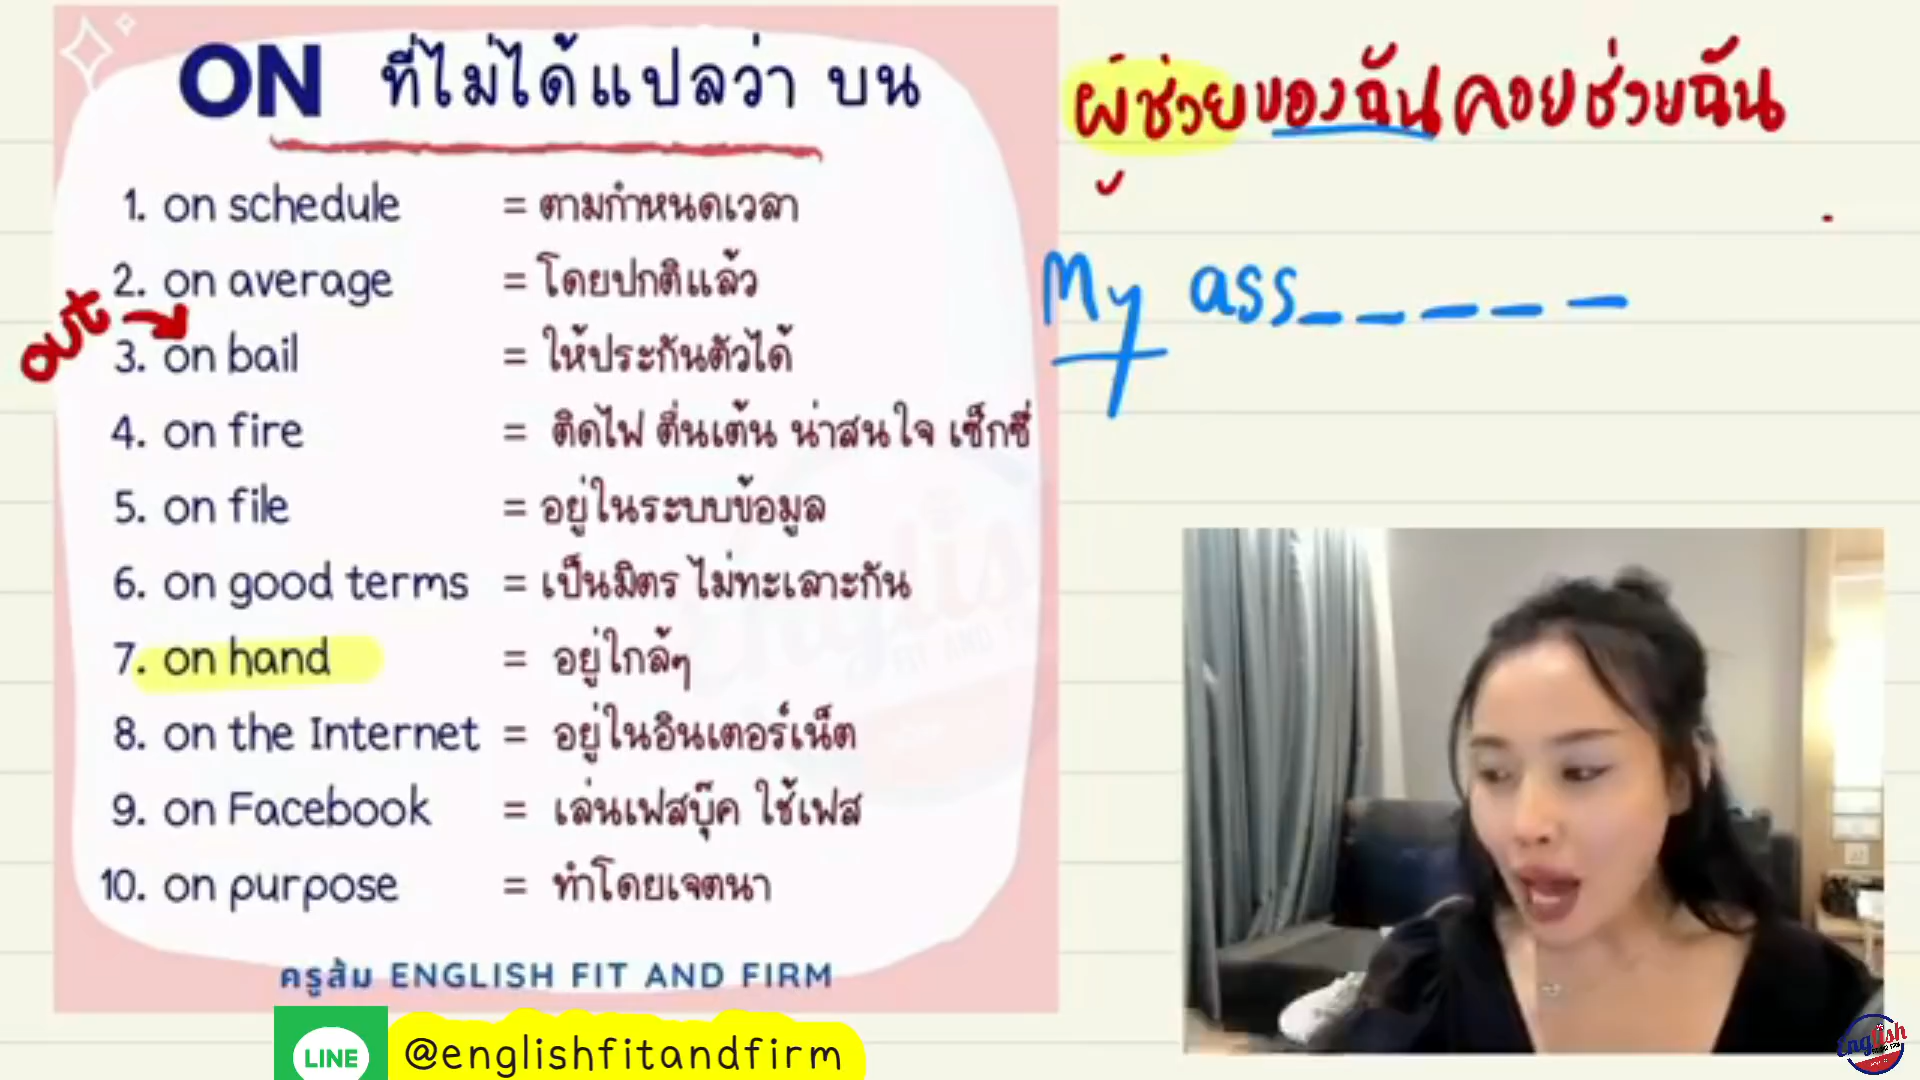 ON ที่ไม่ได้แปลว่า บน
1. on schedule = ตามกำหนดเวลา
2. on average = โดยปกติแล้ว
out
3. on bail = ให้ประกันตัวได้
4. on fire = ติดไฟ ตื่นเต้น น่าสนใจ เซ็กซี่
5. on file = อยู่ในระบบข้อมูล
6. on good terms = เป็นมิตร ไม่ทะเลาะกัน
7. on hand = อยู่ใกล้ๆ
8. on the Internet = อยู่ในอินเตอร์เน็ต
9. on Facebook = เล่นเฟสบุ๊ค ใช้เฟส
10. on purpose = ทำโดยเจตนา
ครูส้ม ENGLISH FIT AND FIRM
LINE @englishfitandfirm
ผู้ช่วยของฉันคอยช่วยฉัน
My ass_ _ _ _ _
English